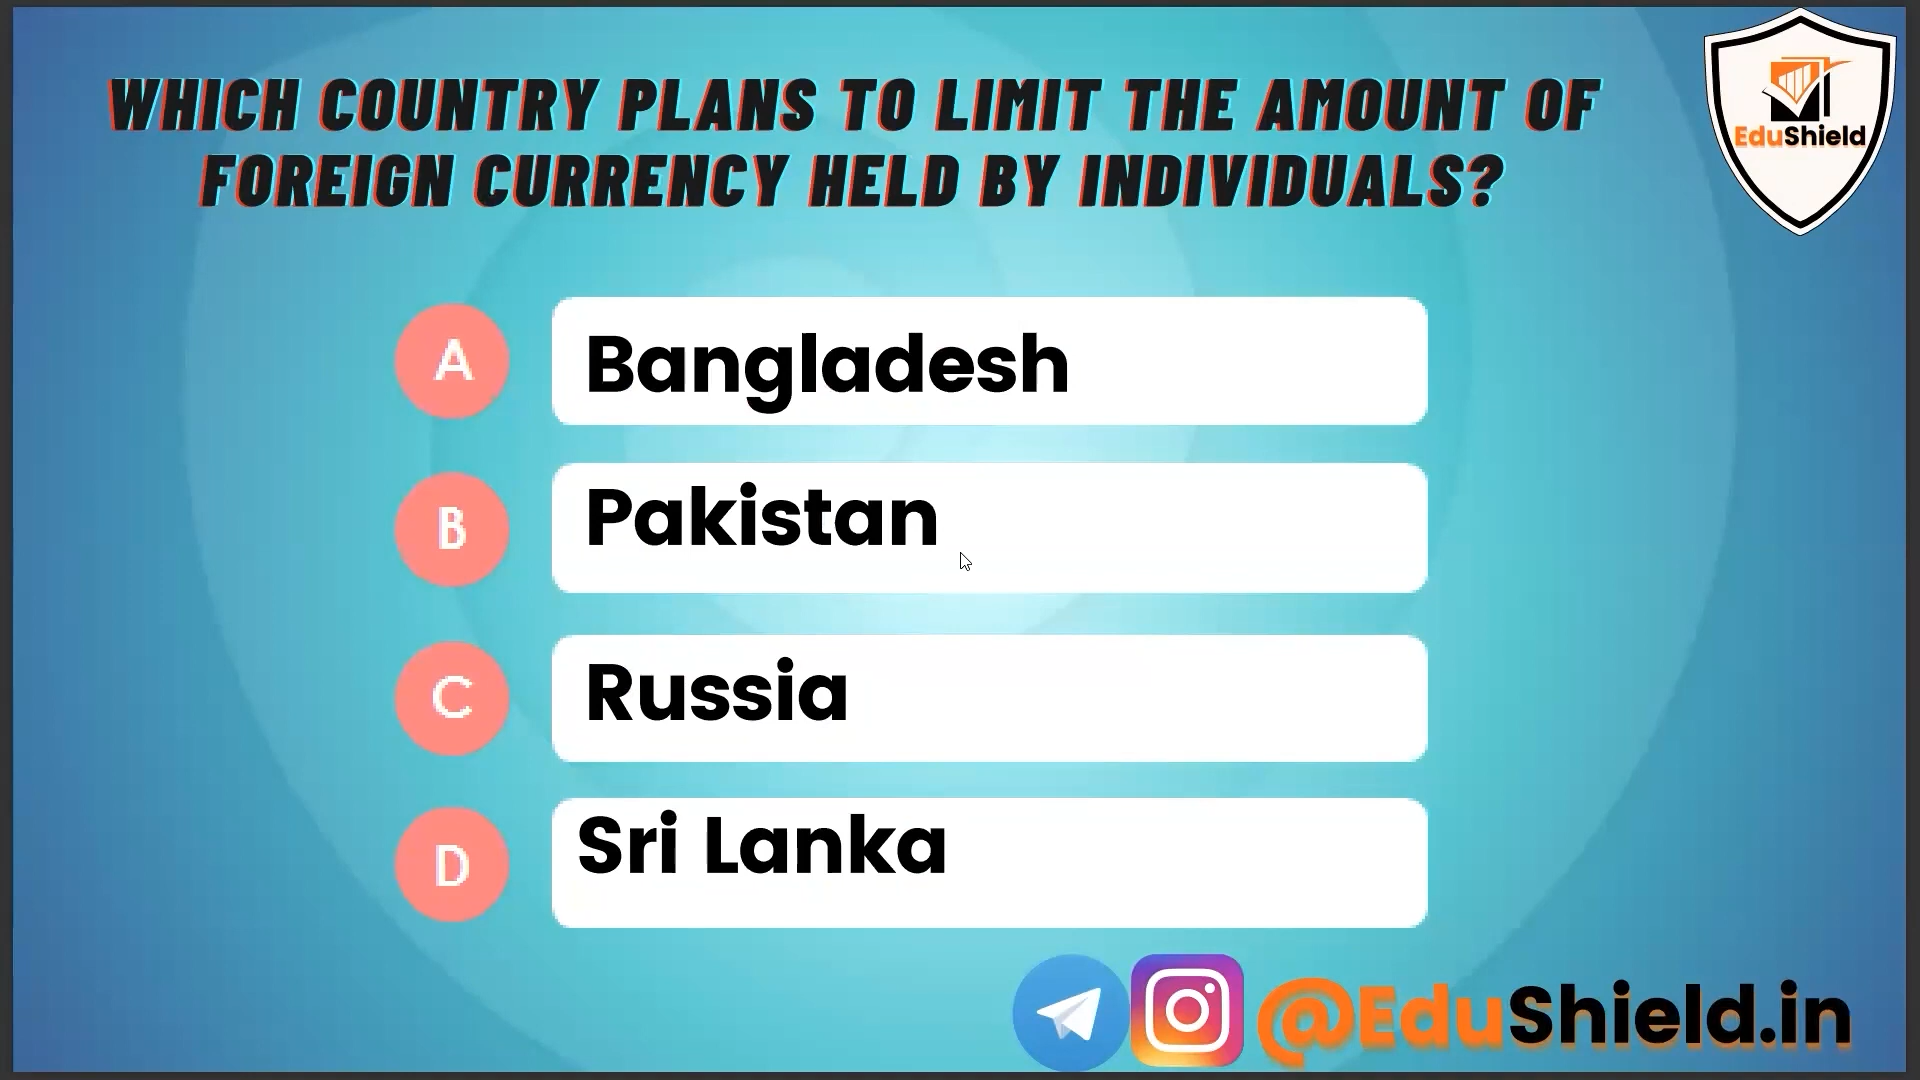 WHICH COUNTRY PLANS TO LIMIT THE AMOUNT OF
FOREIGN CURRENCY HELD BY INDIVIDUALS?
EduShield
A
Bangladesh
B
Pakistan
C
Russia
D
Sri Lanka
@EduShield.in